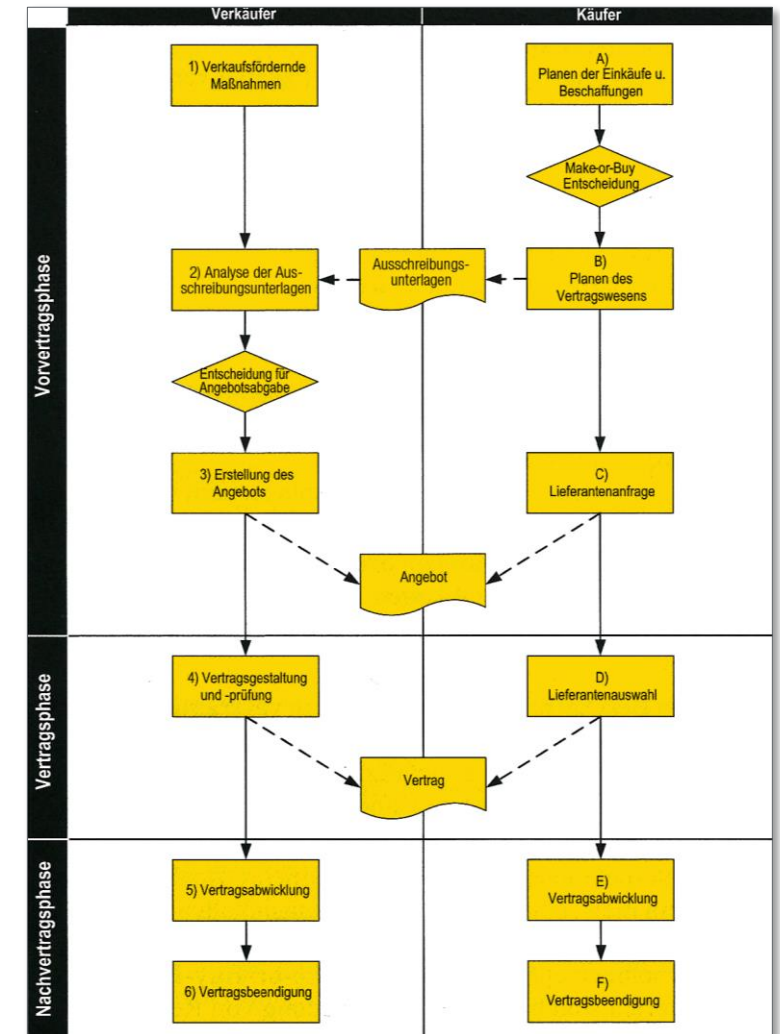 Verkäufer
Käufer
Vorvertragsphase
1) Verkaufsfördernde
Maßnahmen
A)
Planen der Einkäufe u.
Beschaffungen
Make-or-Buy
Entscheidung
2) Analyse der Aus-
schreibungsunterlagen
Ausschreibungs-
unterlagen
B)
Planen des
Vertragswesens
Entscheidung für
Angebotsabgabe
3) Erstellung des
Angebots
C)
Lieferantenanfrage
Angebot
Vertragsphase
4) Vertragsgestaltung
und -prüfung
D)
Lieferantenauswahl
Vertrag
Nachvertragsphase
5) Vertragsabwicklung
E)
Vertragsabwicklung
6) Vertragsbeendigung
F)
Vertragsbeendigung